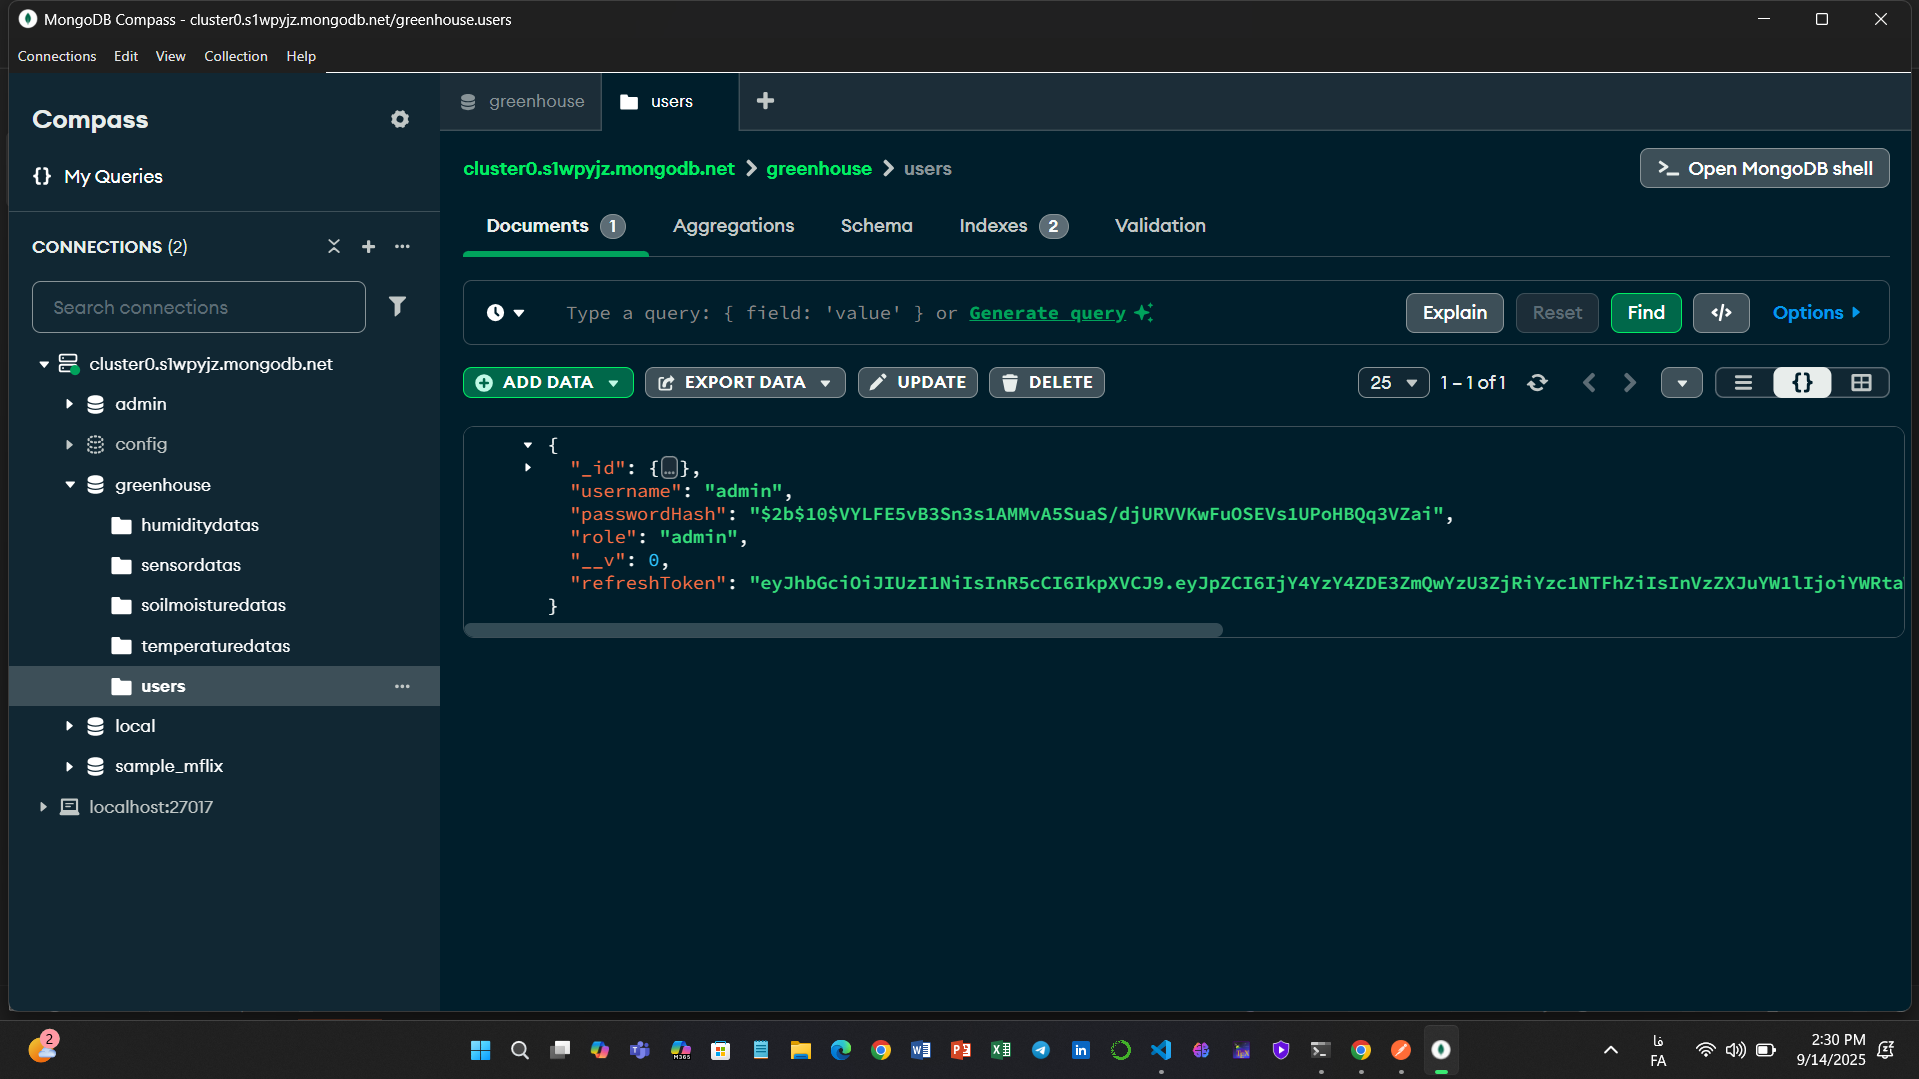 MongoDB Compass - cluster0.s1wpyjz.mongodb.net/greenhouse.users
Connections Edit View Collection Help
Compass
My Queries
CONNECTIONS (2)
Search connections
cluster0.s1wpyjz.mongodb.net
admin
config
greenhouse
humiditydatas
sensordatas
soilmoisturedatas
temperaturedatas
users
local
sample_mflix
localhost:27017
greenhouse
users
cluster0.s1wpyjz.mongodb.net > greenhouse > users
Open MongoDB shell
Documents 1 Aggregations Schema Indexes 2 Validation
Type a query: { field: 'value' } or Generate query
Explain Reset Find </> Options
ADD DATA EXPORT DATA UPDATE DELETE
25 1 – 1 of 1
{
"_id": {…},
"username": "admin",
"passwordHash": "$2b$10$VYLFE5vB3Sn3s1AMMvA5SuaS/djURVVKwFuOSEVs1UPoHBQq3VZai",
"role": "admin",
"__v": 0,
"refreshToken": "eyJhbGciOiJIUzI1NiIsInR5cCI6IkpXVCJ9.eyJpZCI6IjY4YzY4ZDE3ZmQwYzU3ZjRiYzc1NTFhZiIsInVzZXJuYW1lIjoiYWRta
}
2
فا
FA
2:30 PM
9/14/2025